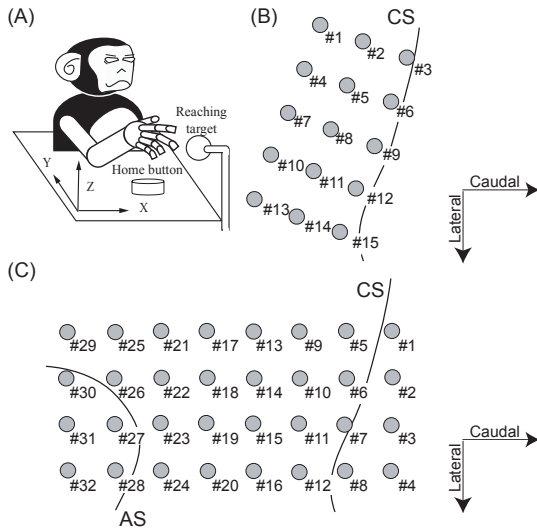 (A)
Reaching
target
Home button
Y
Z
X
(B)
CS
#1
#2
#3
#4
#5
#6
#7
#8
#9
#10
#11
#12
#13
#14
#15
Caudal
Lateral
(C)
CS
#29 #25 #21 #17 #13 #9 #5 #1
#30 #26 #22 #18 #14 #10 #6 #2
#31 #27 #23 #19 #15 #11 #7 #3
#32 #28 #24 #20 #16 #12 #8 #4
AS
Caudal
Lateral